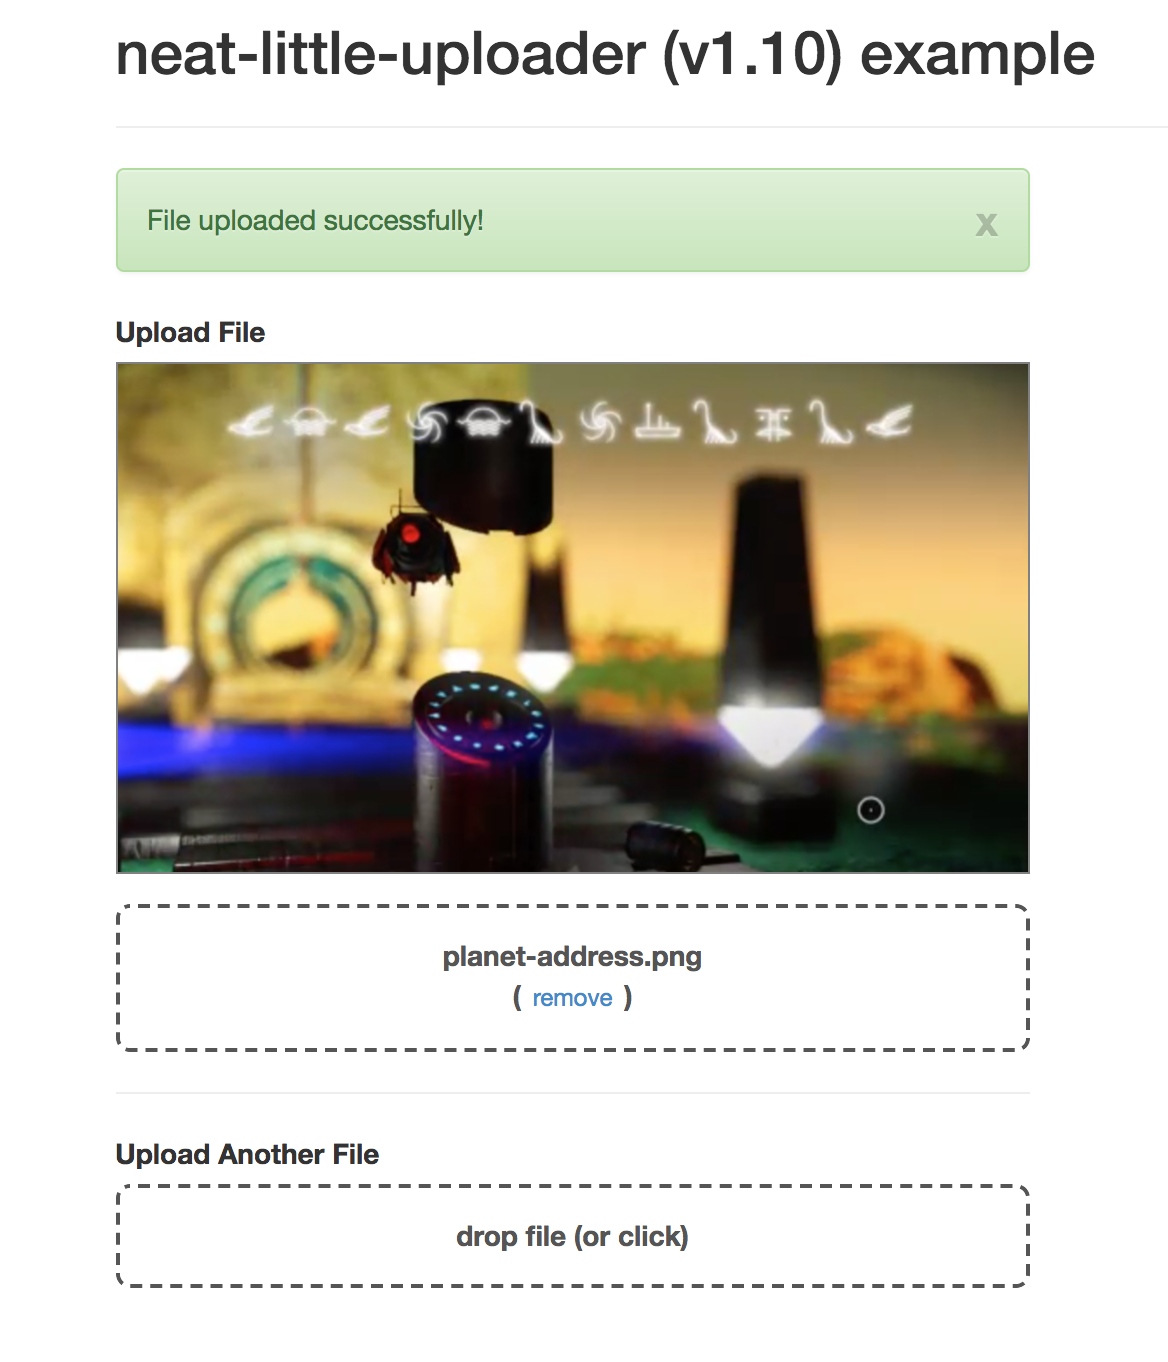 neat-little-uploader (v1.10) example
File uploaded successfully!
x
Upload File
planet-address.png
( remove )
Upload Another File
drop file (or click)